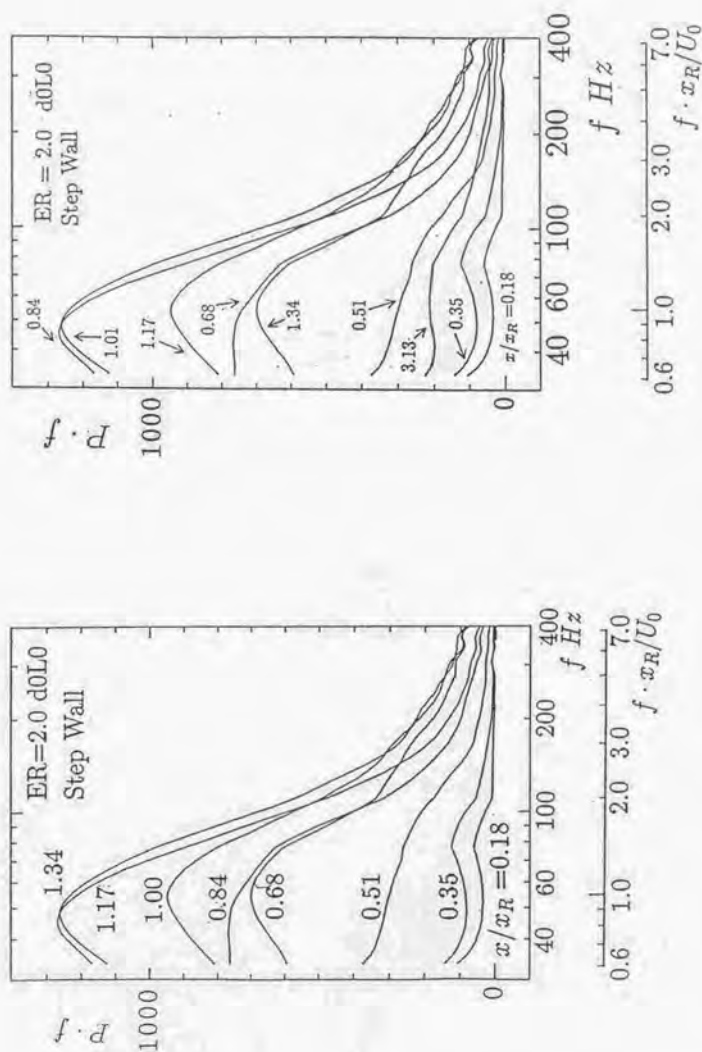 P · f
1000
0
ER = 2.0 · d0L0
Step Wall
0.84
1.01
1.17
0.68
1.34
0.51
3.13
0.35
x/x_R=0.18
40 60 100 200 400
f Hz
0.6 1.0 2.0 3.0 7.0
f · x_R/U_0
P · f
1000
0
ER=2.0 d0L0
Step Wall
1.34
1.17
1.00
0.84
0.68
0.51
0.35
x/x_R=0.18
40 60 100 200 400
f Hz
0.6 1.0 2.0 3.0 7.0
f · x_R/U_0